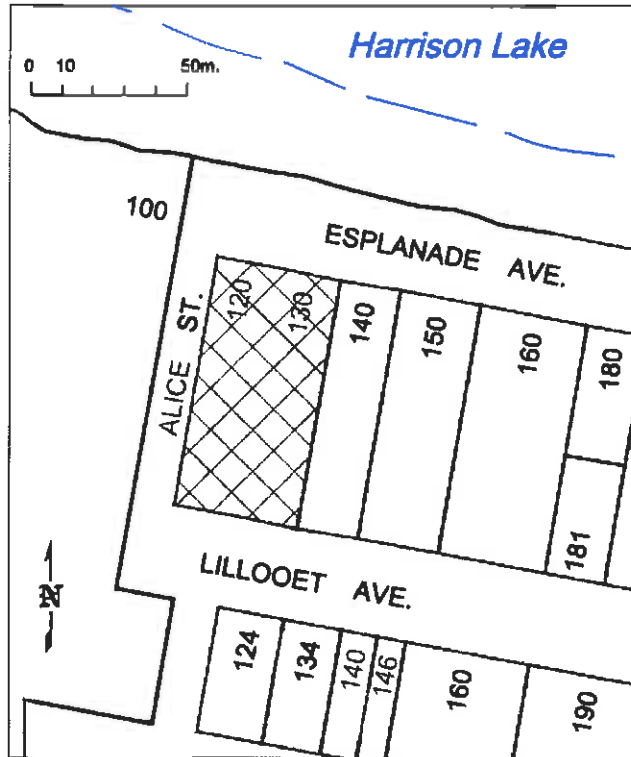 Harrison Lake
0 10 50m.
100
ESPLANADE AVE.
ALICE ST.
120
130
140
150
160
180
181
LILLOOET AVE.
N
124
134
140
146
160
190